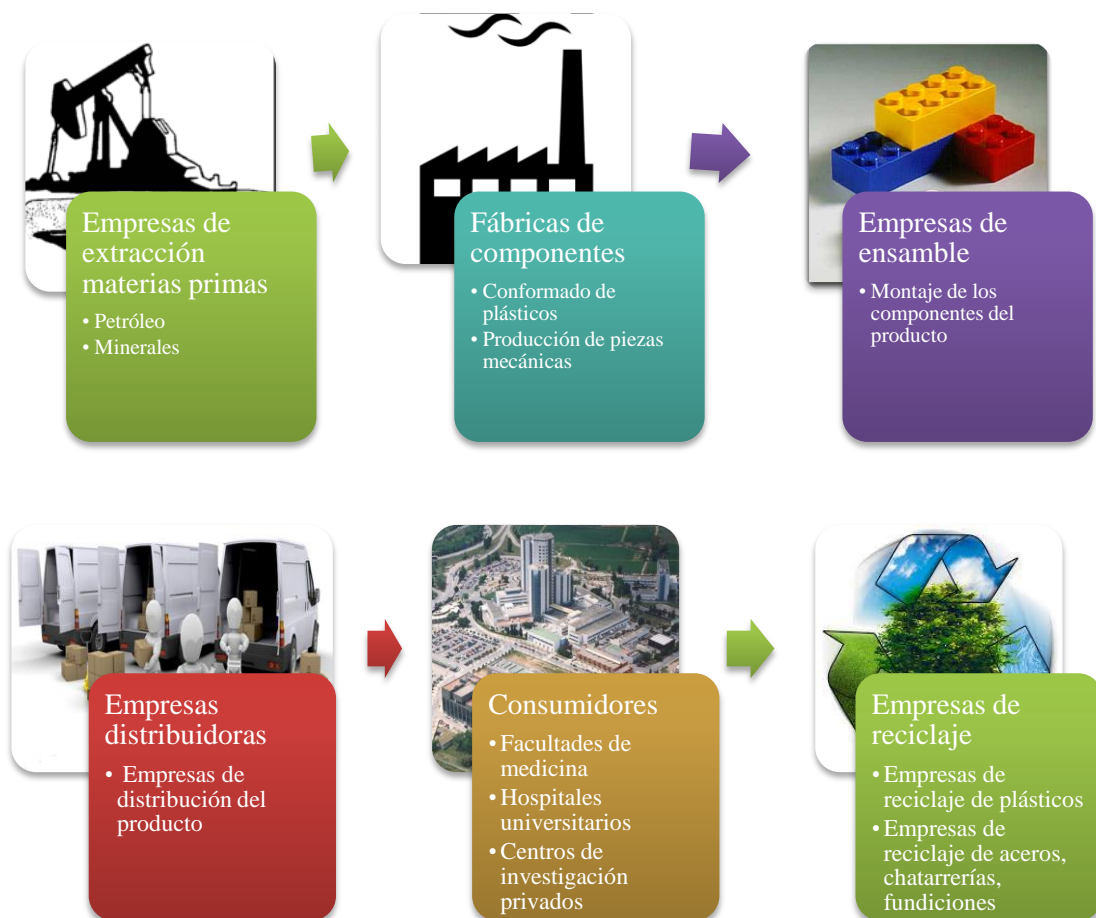 Empresas de
extracción
materias primas
• Petróleo
• Minerales
Fábricas de
componentes
• Conformado de
plásticos
• Producción de piezas
mecánicas
Empresas de
ensamble
• Montaje de los
componentes del
producto
Empresas
distribuidoras
• Empresas de
distribución del
producto
Consumidores
• Facultades de
medicina
• Hospitales
universitarios
• Centros de
investigación
privados
Empresas de
reciclaje
• Empresas de
reciclaje de plásticos
• Empresas de
reciclaje de aceros,
chatarrerías,
fundiciones